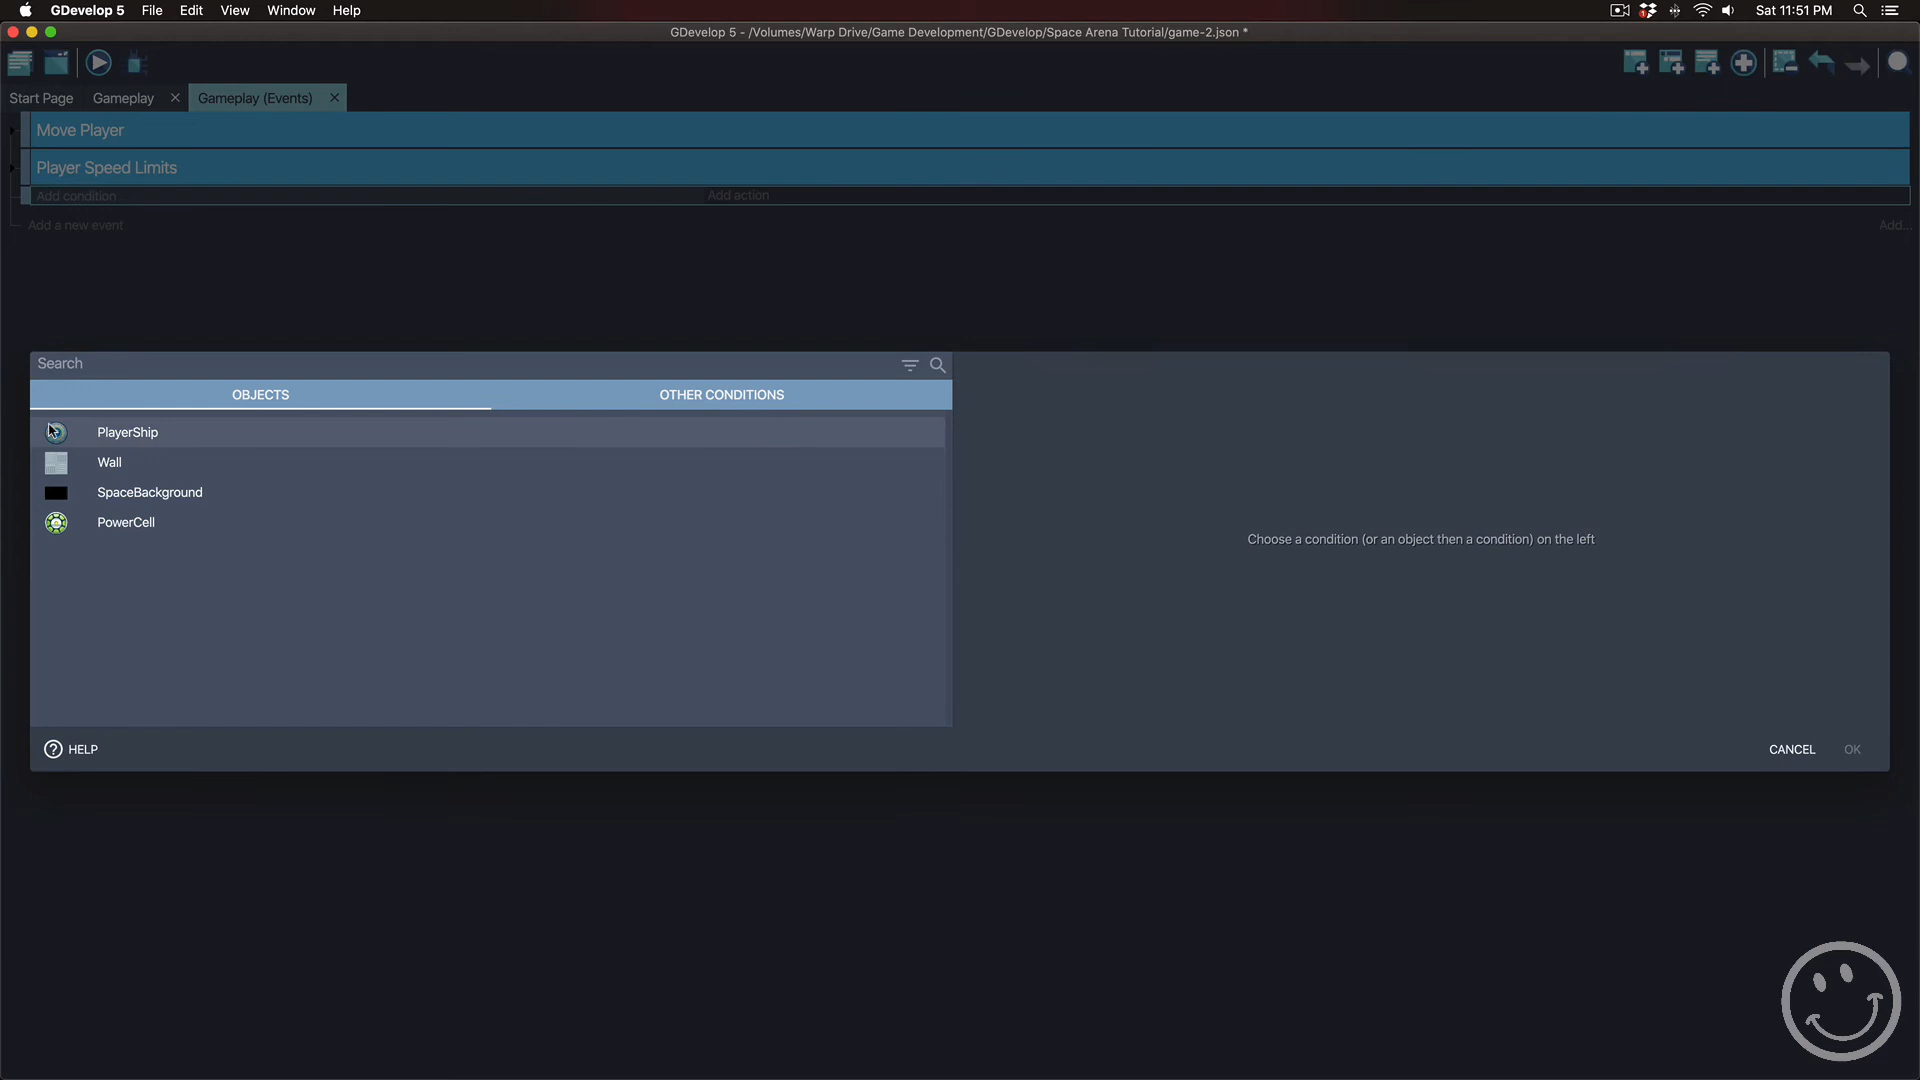 GDevelop 5 File Edit View Window Help Sat 11:51 PM
GDevelop 5 - /Volumes/Warp Drive/Game Development/GDevelop/Space Arena Tutorial/game-2.json *
Start Page Gameplay Gameplay (Events)
Move Player
Player Speed Limits
Add condition Add action
Add a new event Add...
Search
OBJECTS OTHER CONDITIONS
PlayerShip
Wall
SpaceBackground
PowerCell
Choose a condition (or an object then a condition) on the left
? HELP CANCEL OK